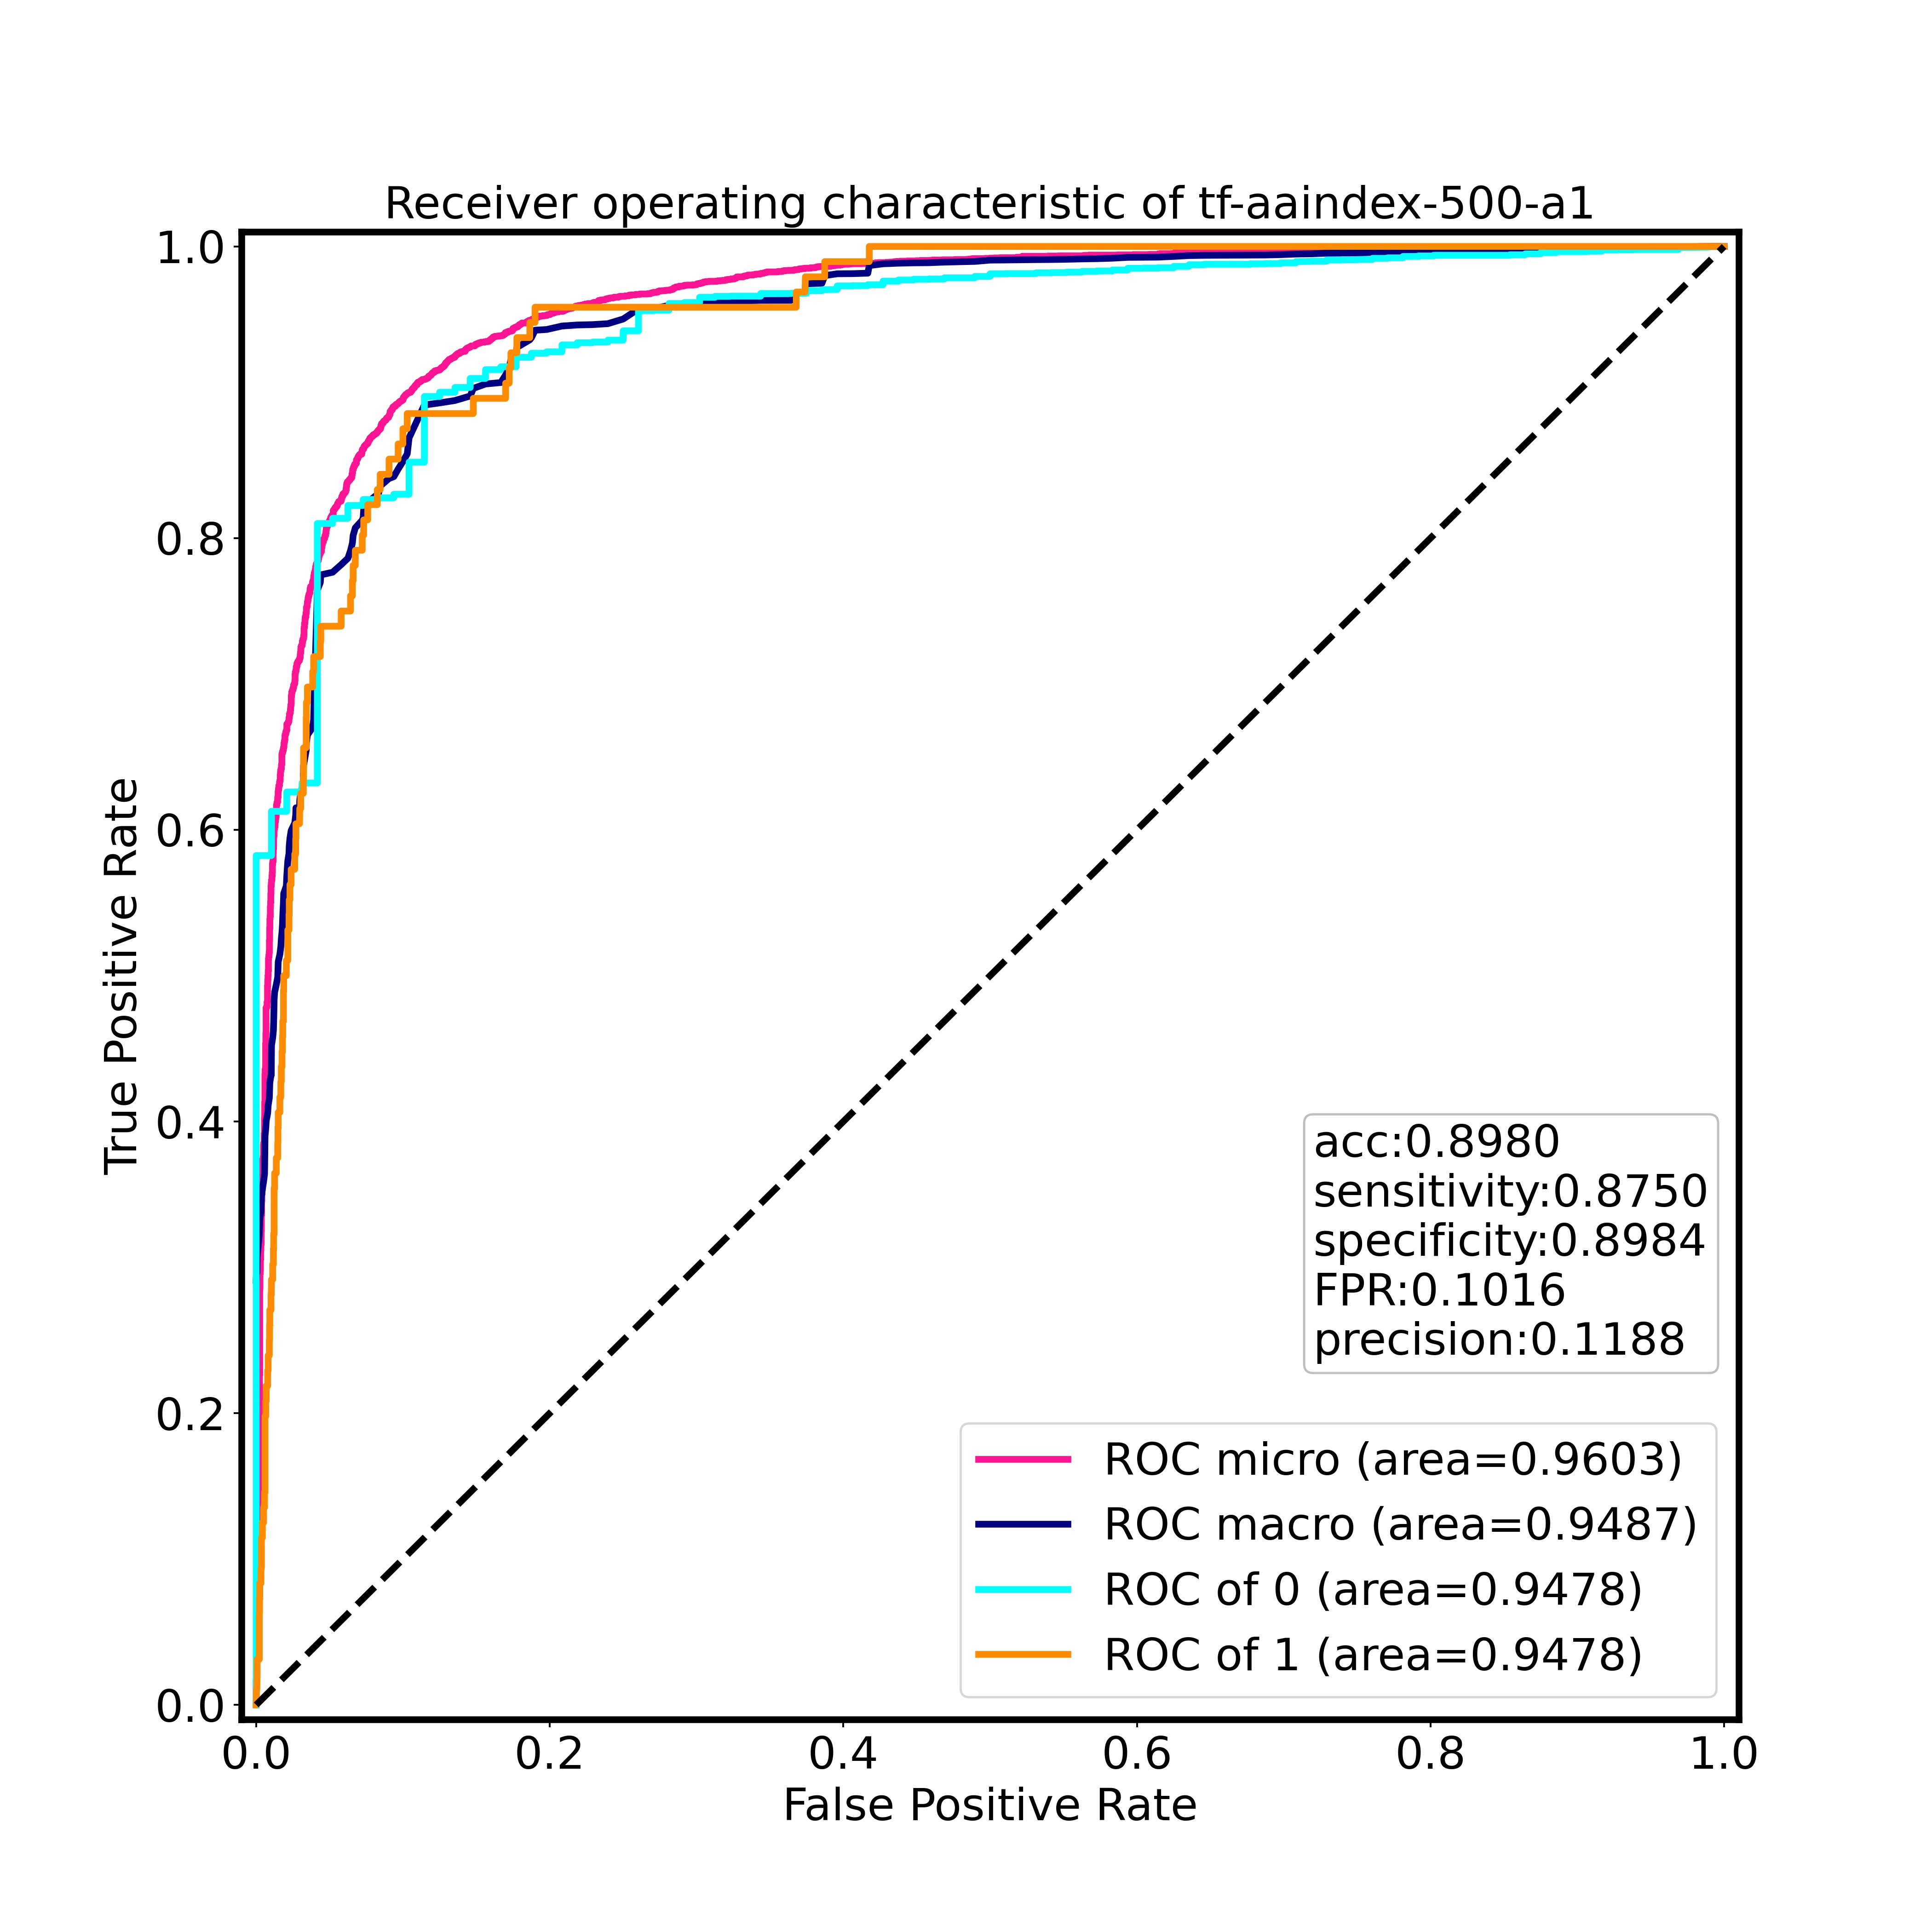 Receiver operating characteristic of tf-aaindex-500-a1
1.0
0.8
0.6
0.4
0.2
0.0
True Positive Rate
acc:0.8980
sensitivity:0.8750
specificity:0.8984
FPR:0.1016
precision:0.1188
ROC micro (area=0.9603)
ROC macro (area=0.9487)
ROC of 0 (area=0.9478)
ROC of 1 (area=0.9478)
0.0 0.2 0.4 0.6 0.8 1.0
False Positive Rate